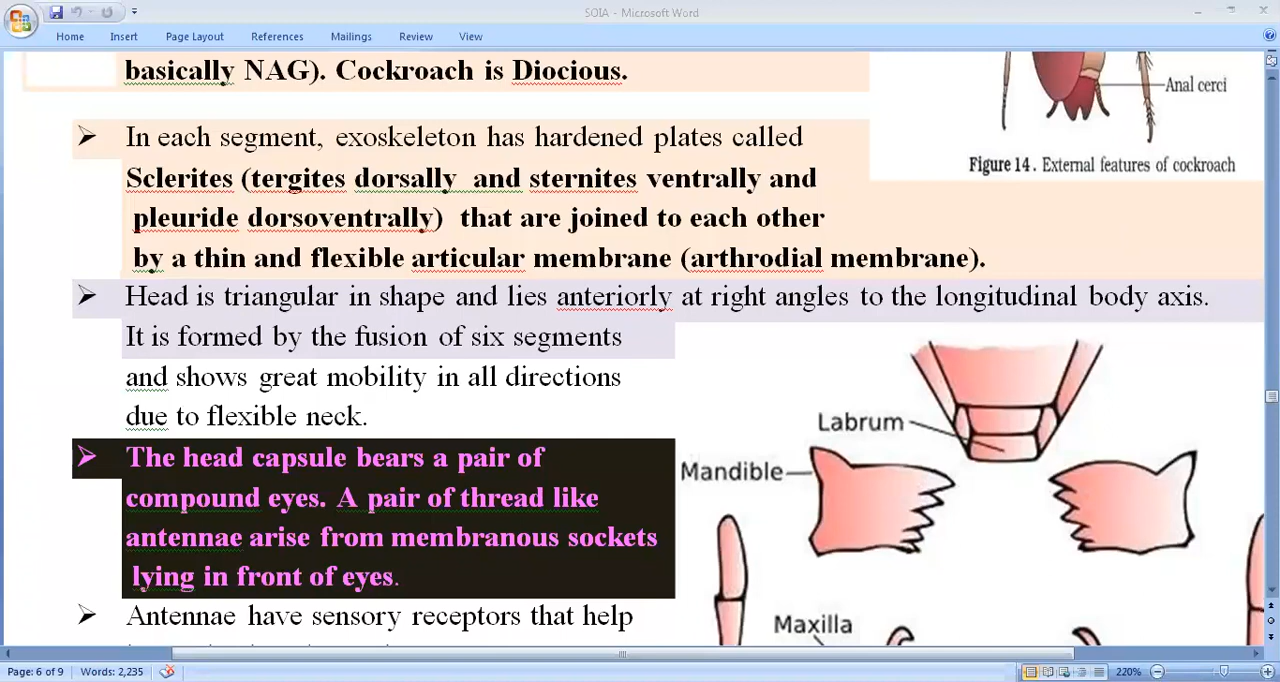 SOIA - Microsoft Word
Home Insert Page Layout References Mailings Review View
basically NAG). Cockroach is Diocious.
Anal cerci
Figure 14. External features of cockroach
➢ In each segment, exoskeleton has hardened plates called
Sclerites (tergites dorsally and sternites ventrally and
pleuride dorsoventrally) that are joined to each other
by a thin and flexible articular membrane (arthrodial membrane).
➢ Head is triangular in shape and lies anteriorly at right angles to the longitudinal body axis.
It is formed by the fusion of six segments
and shows great mobility in all directions
due to flexible neck.
➢ The head capsule bears a pair of
compound eyes. A pair of thread like
antennae arise from membranous sockets
lying in front of eyes.
➢ Antennae have sensory receptors that help
Labrum
Mandible
Maxilla
Page: 6 of 9 Words: 2,235 220%